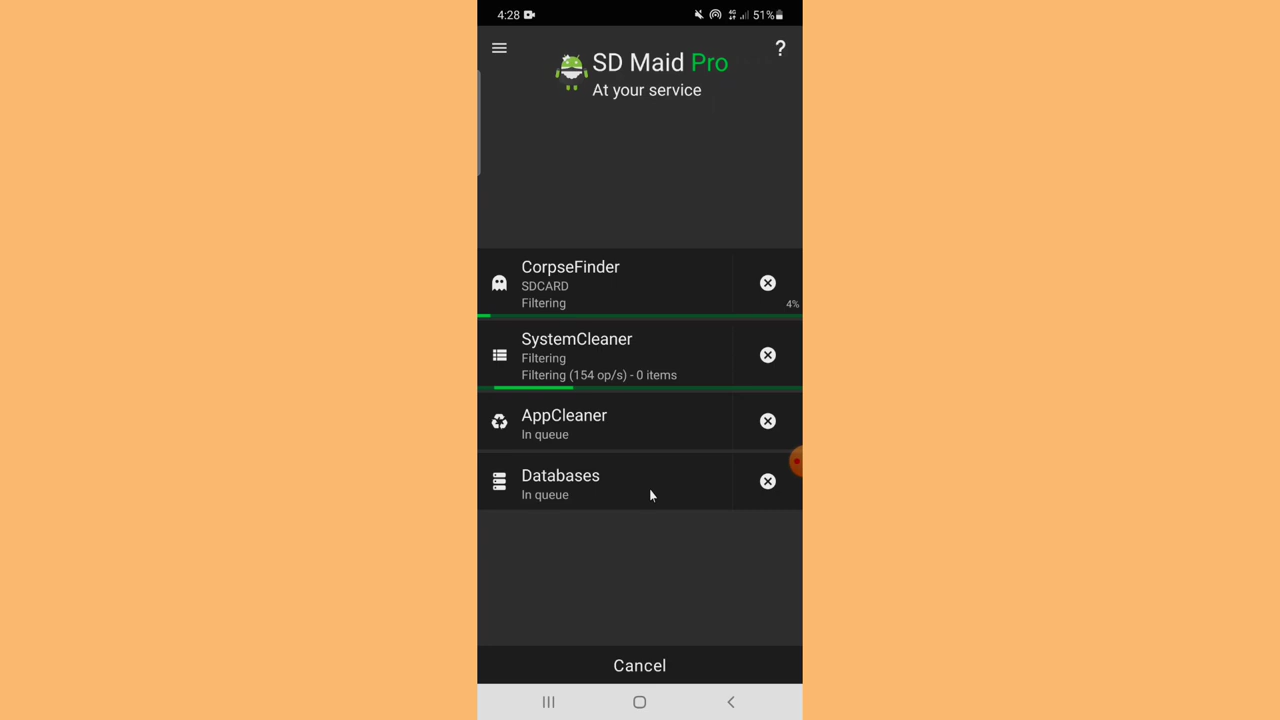 4:28
51%
?
SD Maid Pro
At your service
CorpseFinder
SDCARD
Filtering
4%
SystemCleaner
Filtering
Filtering (154 op/s) - 0 items
AppCleaner
In queue
Databases
In queue
Cancel